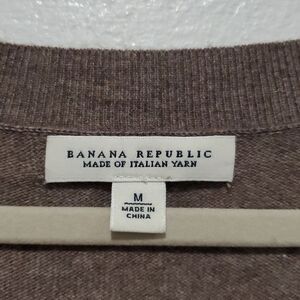 BANANA REPUBLIC
MADE OF ITALIAN YARN
M
MADE IN
CHINA